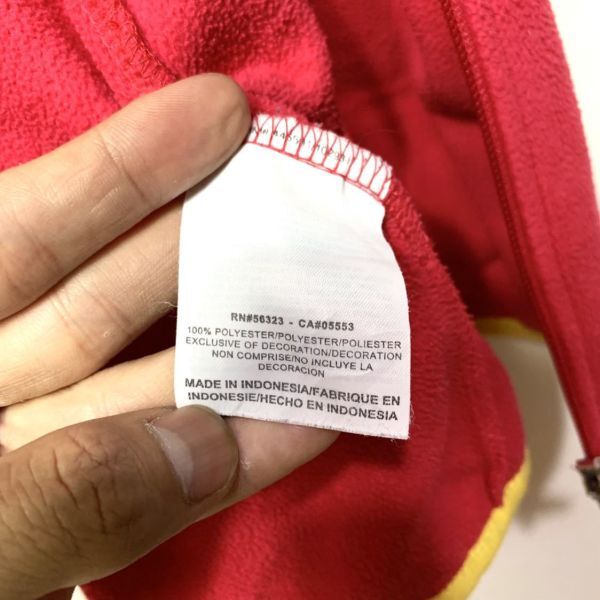 RN#56323 - CA#05553
100% POLYESTER/POLYESTER/POLIESTER
EXCLUSIVE OF DECORATION/DECORATION
NON COMPRISE/NO INCLUYE LA
DECORACION
MADE IN INDONESIA/FABRIQUE EN
INDONESIE/HECHO EN INDONESIA